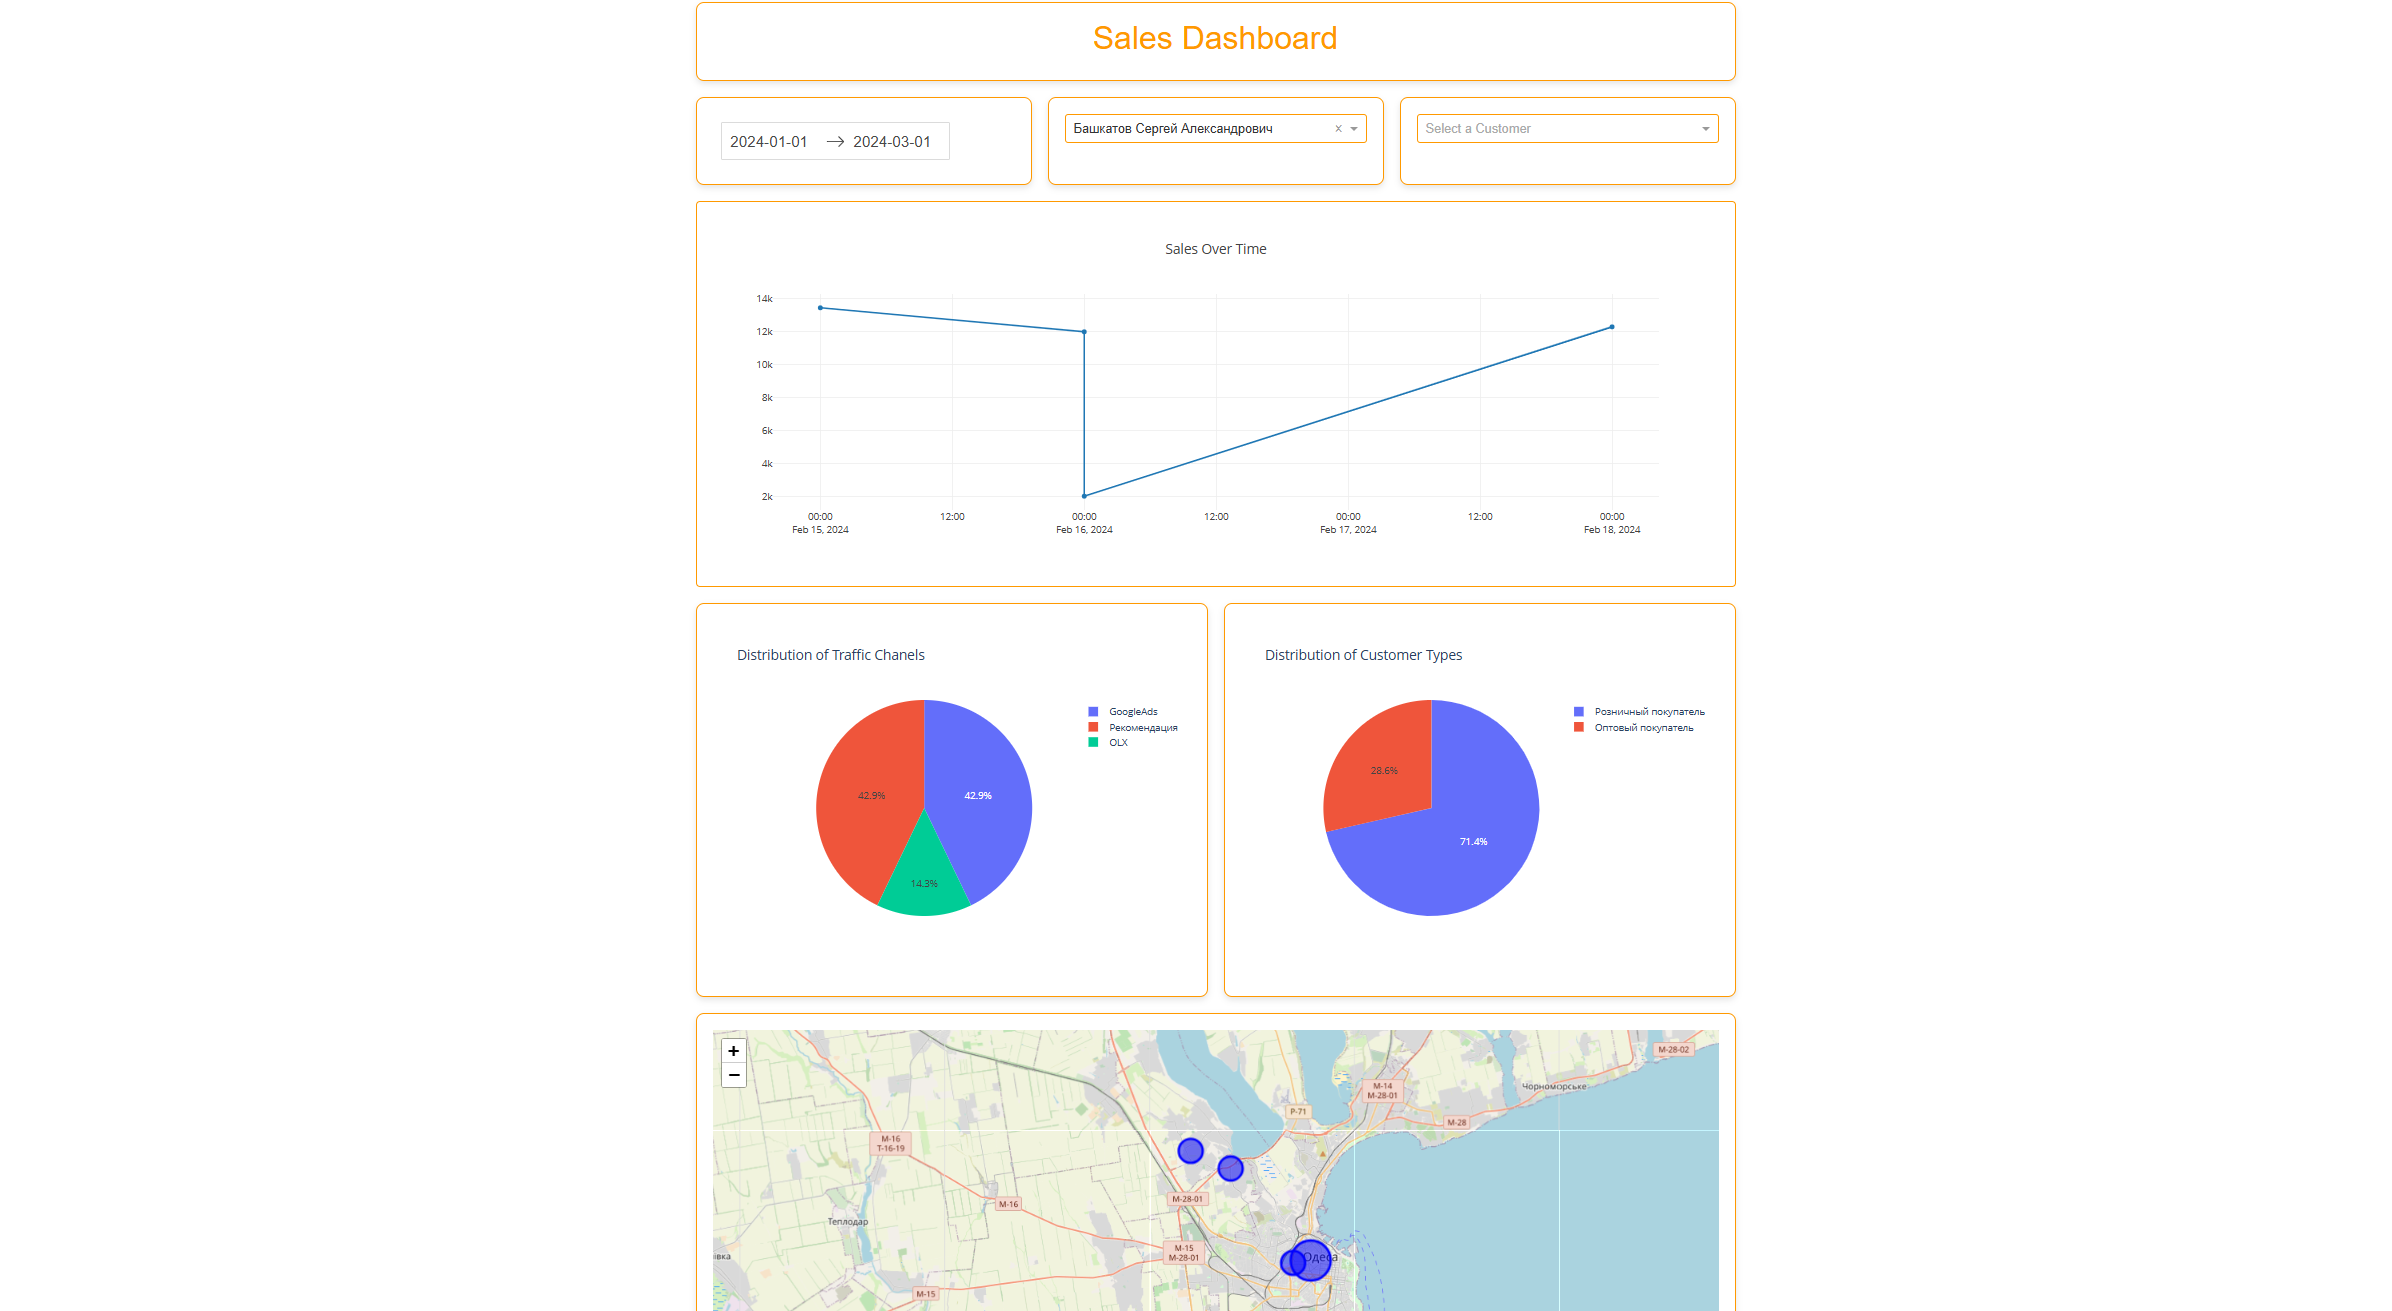 Sales Dashboard
2024-01-01 → 2024-03-01
Башкатов Сергей Александрович
x
Select a Customer
Sales Over Time
14k
12k
10k
8k
6k
4k
2k
00:00 12:00 00:00 12:00 00:00 12:00 00:00
Feb 15, 2024 Feb 16, 2024 Feb 17, 2024 Feb 18, 2024
Distribution of Traffic Chanels
GoogleAds
Рекомендация
OLX
42.9%
42.9%
14.3%
Distribution of Customer Types
Розничный покупатель
Оптовый покупатель
28.6%
71.4%
+
−
M-28-02
Чорноморське
M-14
M-28-01
P-71
M-28
M-16
T-16-19
M-28-01
M-16
Теплодар
M-15
M-28-01
івка
Одеса
M-15